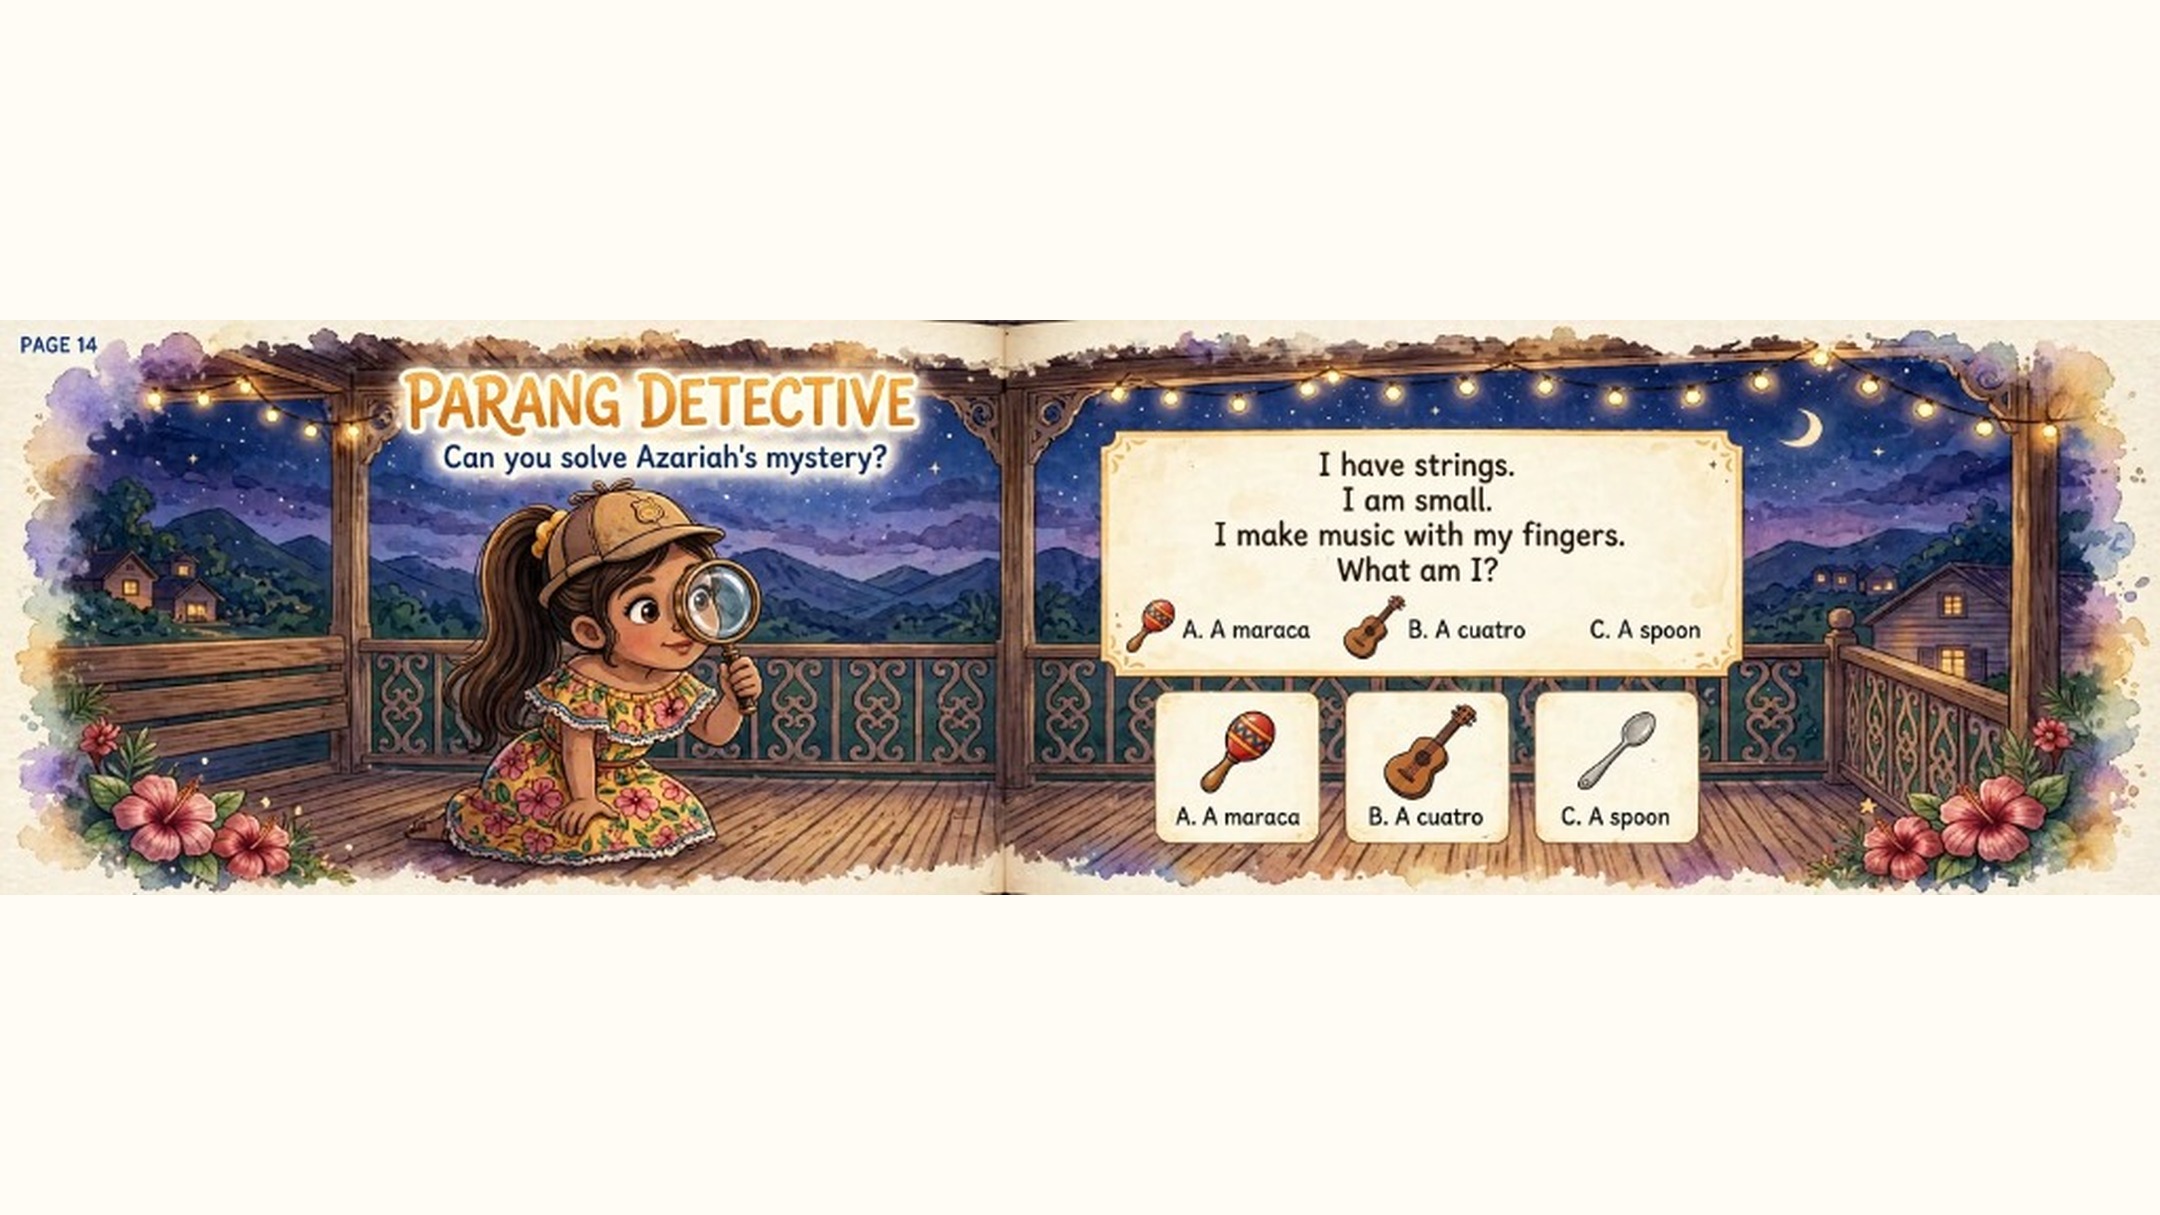 PAGE 14
PARANG DETECTIVE
Can you solve Azariah's mystery?
I have strings.
I am small.
I make music with my fingers.
What am I?
A. A maraca B. A cuatro C. A spoon
A. A maraca B. A cuatro C. A spoon